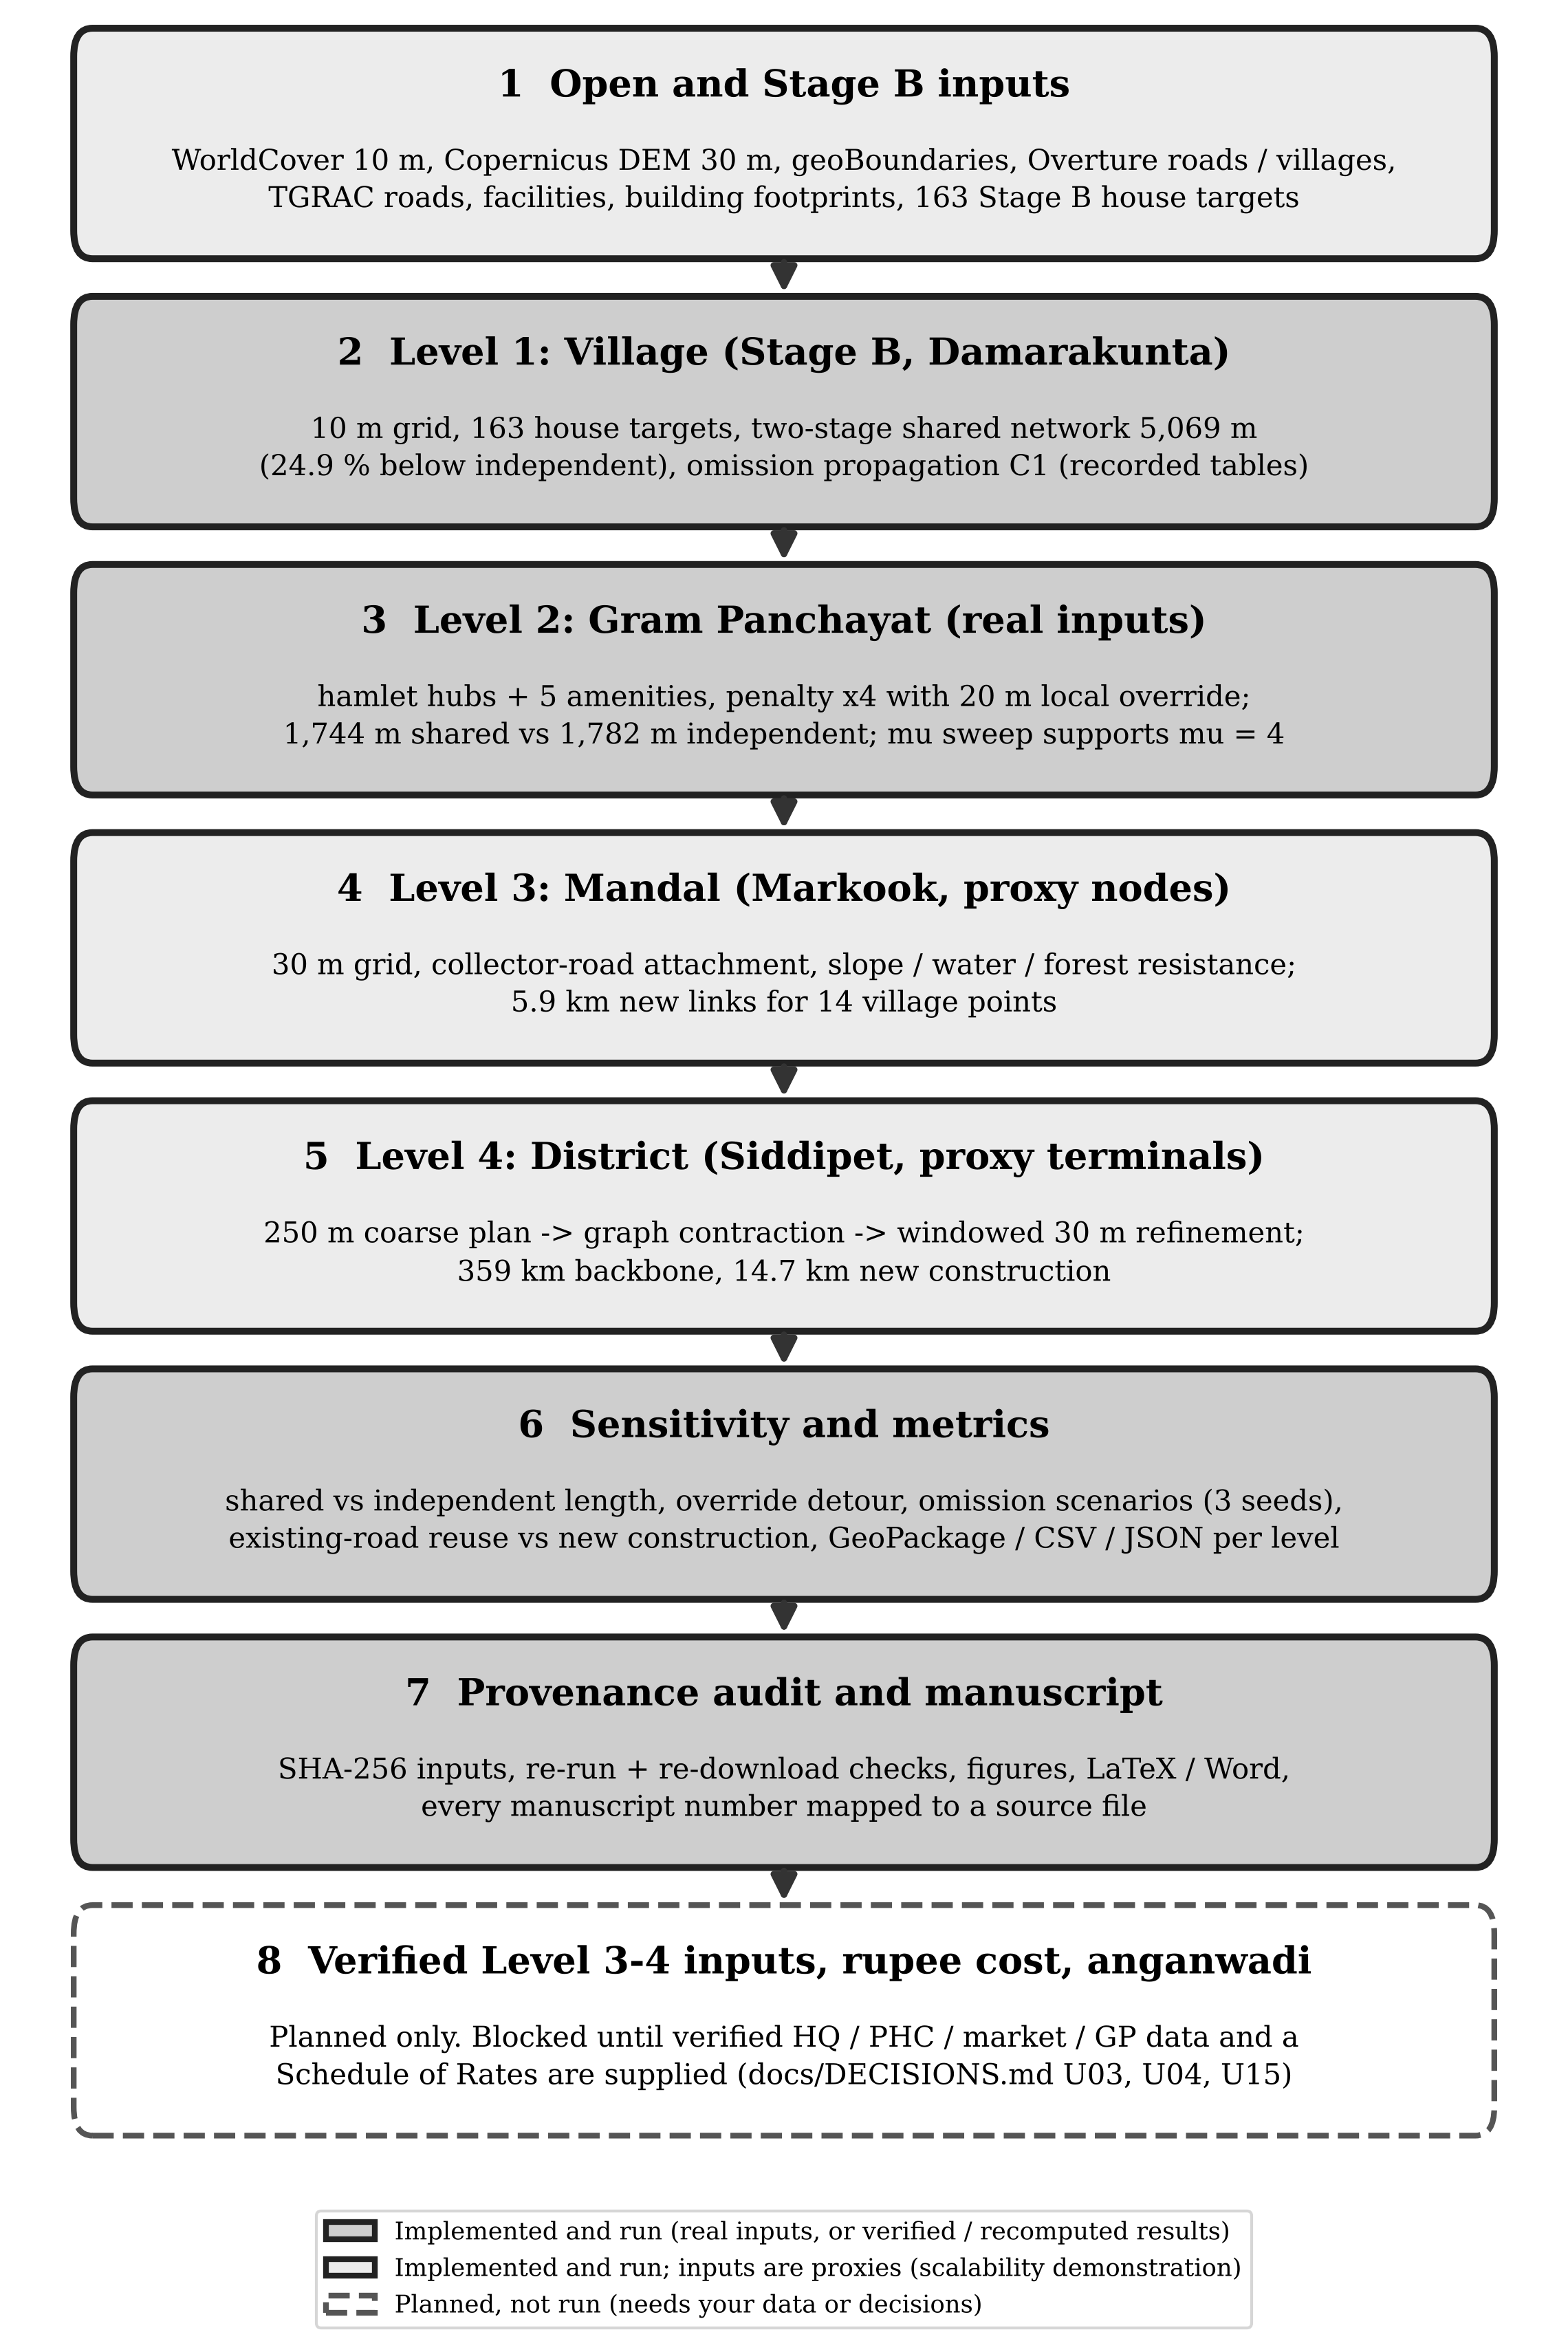 1 Open and Stage B inputs
WorldCover 10 m, Copernicus DEM 30 m, geoBoundaries, Overture roads / villages,
TGRAC roads, facilities, building footprints, 163 Stage B house targets
2 Level 1: Village (Stage B, Damarakunta)
10 m grid, 163 house targets, two-stage shared network 5,069 m
(24.9 % below independent), omission propagation C1 (recorded tables)
3 Level 2: Gram Panchayat (real inputs)
hamlet hubs + 5 amenities, penalty x4 with 20 m local override;
1,744 m shared vs 1,782 m independent; mu sweep supports mu = 4
4 Level 3: Mandal (Markook, proxy nodes)
30 m grid, collector-road attachment, slope / water / forest resistance;
5.9 km new links for 14 village points
5 Level 4: District (Siddipet, proxy terminals)
250 m coarse plan -> graph contraction -> windowed 30 m refinement;
359 km backbone, 14.7 km new construction
6 Sensitivity and metrics
shared vs independent length, override detour, omission scenarios (3 seeds),
existing-road reuse vs new construction, GeoPackage / CSV / JSON per level
7 Provenance audit and manuscript
SHA-256 inputs, re-run + re-download checks, figures, LaTeX / Word,
every manuscript number mapped to a source file
8 Verified Level 3-4 inputs, rupee cost, anganwadi
Planned only. Blocked until verified HQ / PHC / market / GP data and a
Schedule of Rates are supplied (docs/DECISIONS.md U03, U04, U15)
Implemented and run (real inputs, or verified / recomputed results)
Implemented and run; inputs are proxies (scalability demonstration)
Planned, not run (needs your data or decisions)